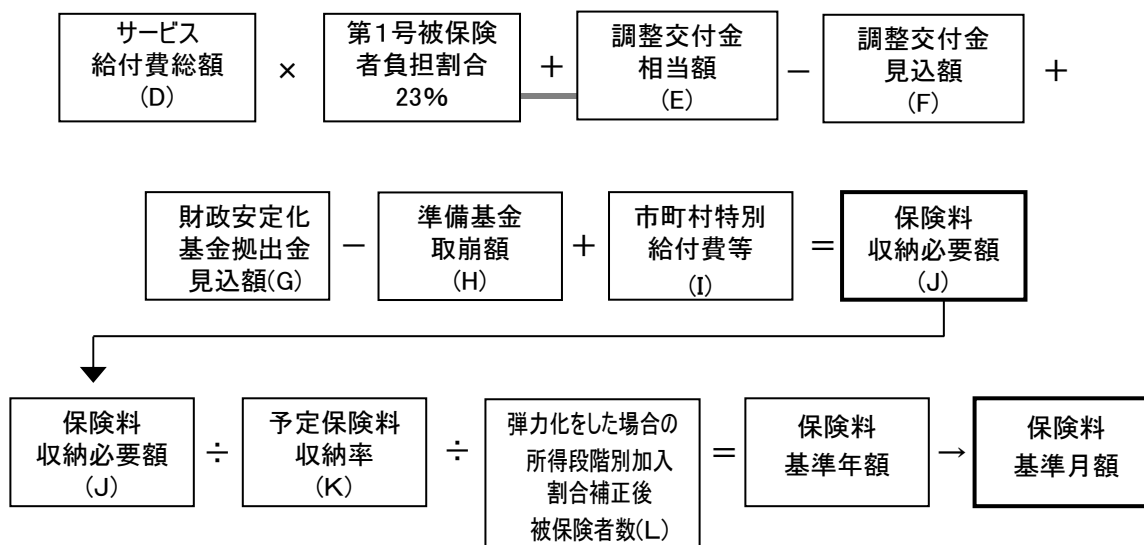 サービス
給付費総額
(D)
×
第1号被保険
者負担割合
23%
+
調整交付金
相当額
(E)
−
調整交付金
見込額
(F)
+
財政安定化
基金拠出金
見込額(G)
−
準備基金
取崩額
(H)
+
市町村特別
給付費等
(I)
=
保険料
収納必要額
(J)
保険料
収納必要額
(J)
÷
予定保険料
収納率
(K)
÷
弾力化をした場合の
所得段階別加入
割合補正後
被保険者数(L)
=
保険料
基準年額
→
保険料
基準月額